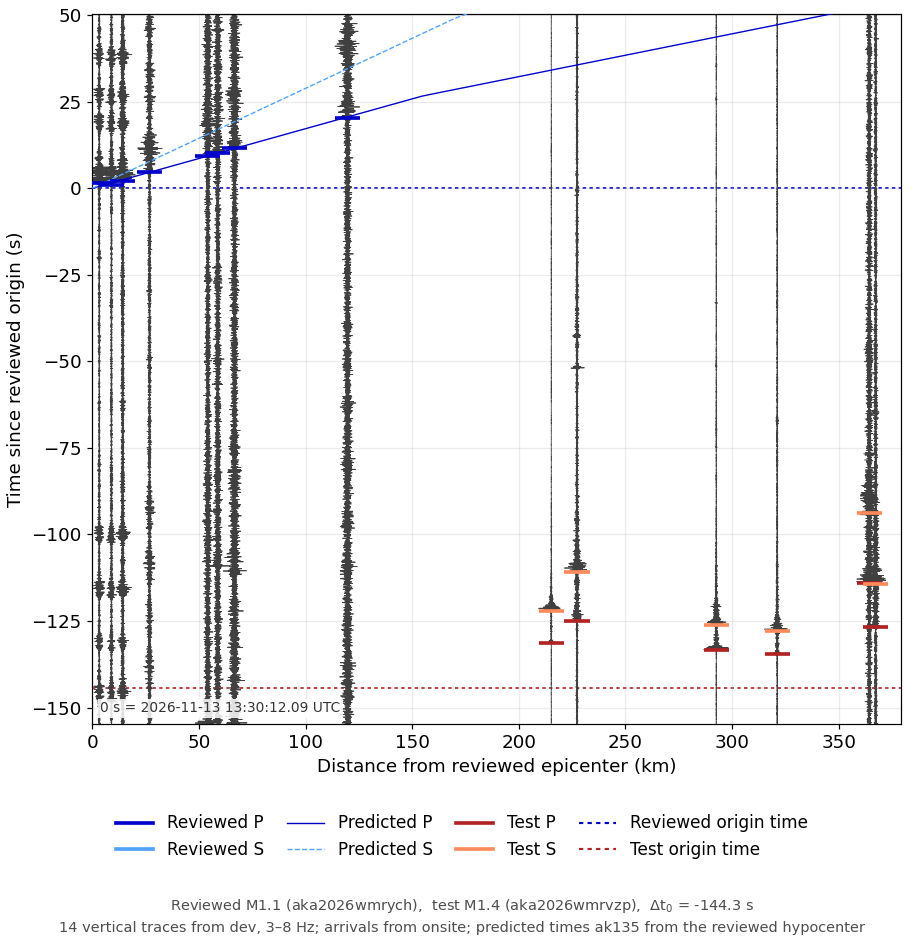 50
25
0
−25
−50
−75
−100
−125
−150
Time since reviewed origin (s)
0 s = 2026-11-13 13:30:12.09 UTC
0 50 100 150 200 250 300 350
Distance from reviewed epicenter (km)
Reviewed P Predicted P Test P Reviewed origin time
Reviewed S Predicted S Test S Test origin time
Reviewed M1.1 (aka2026wmrych), test M1.4 (aka2026wmrvzp), Δt₀ = -144.3 s
14 vertical traces from dev, 3–8 Hz; arrivals from onsite; predicted times ak135 from the reviewed hypocenter